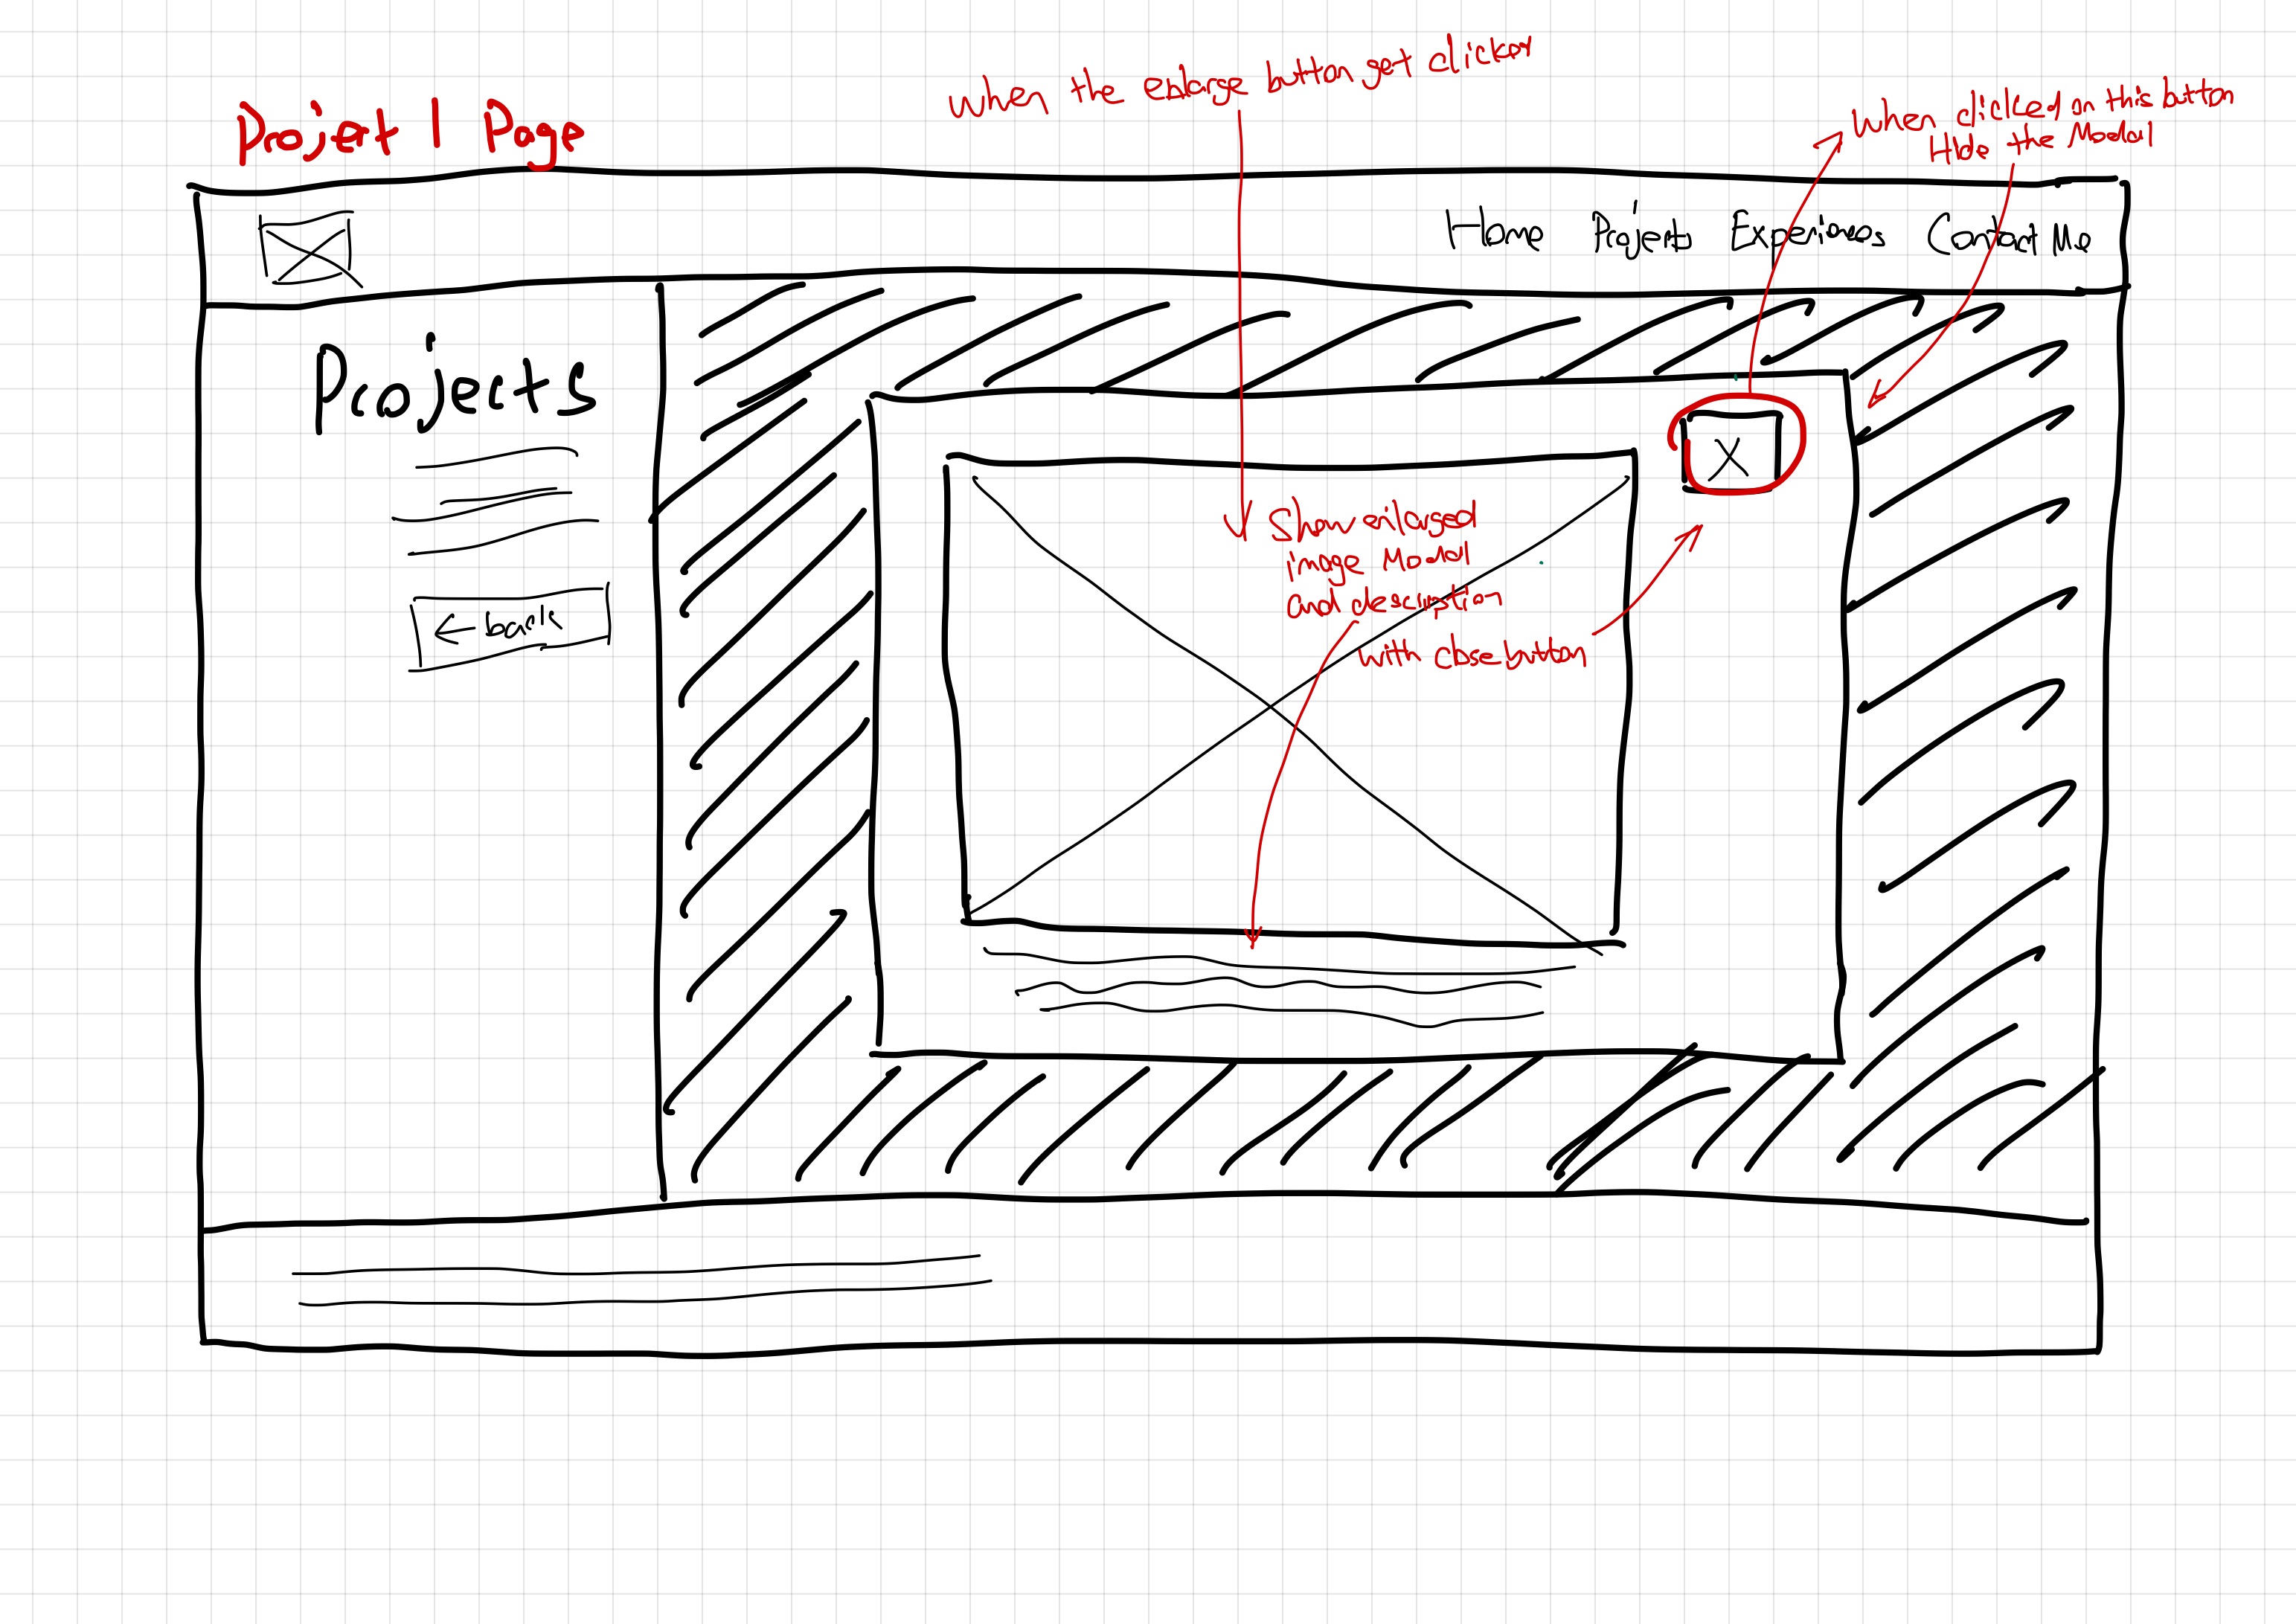 When the enlarge button get clicked
Project 1 Page
When clicked on this button
Hide the Modal
Home Projects Experiences Contact Me
Projects
X
Show enlarged
image Modal
and description
← back
with close button